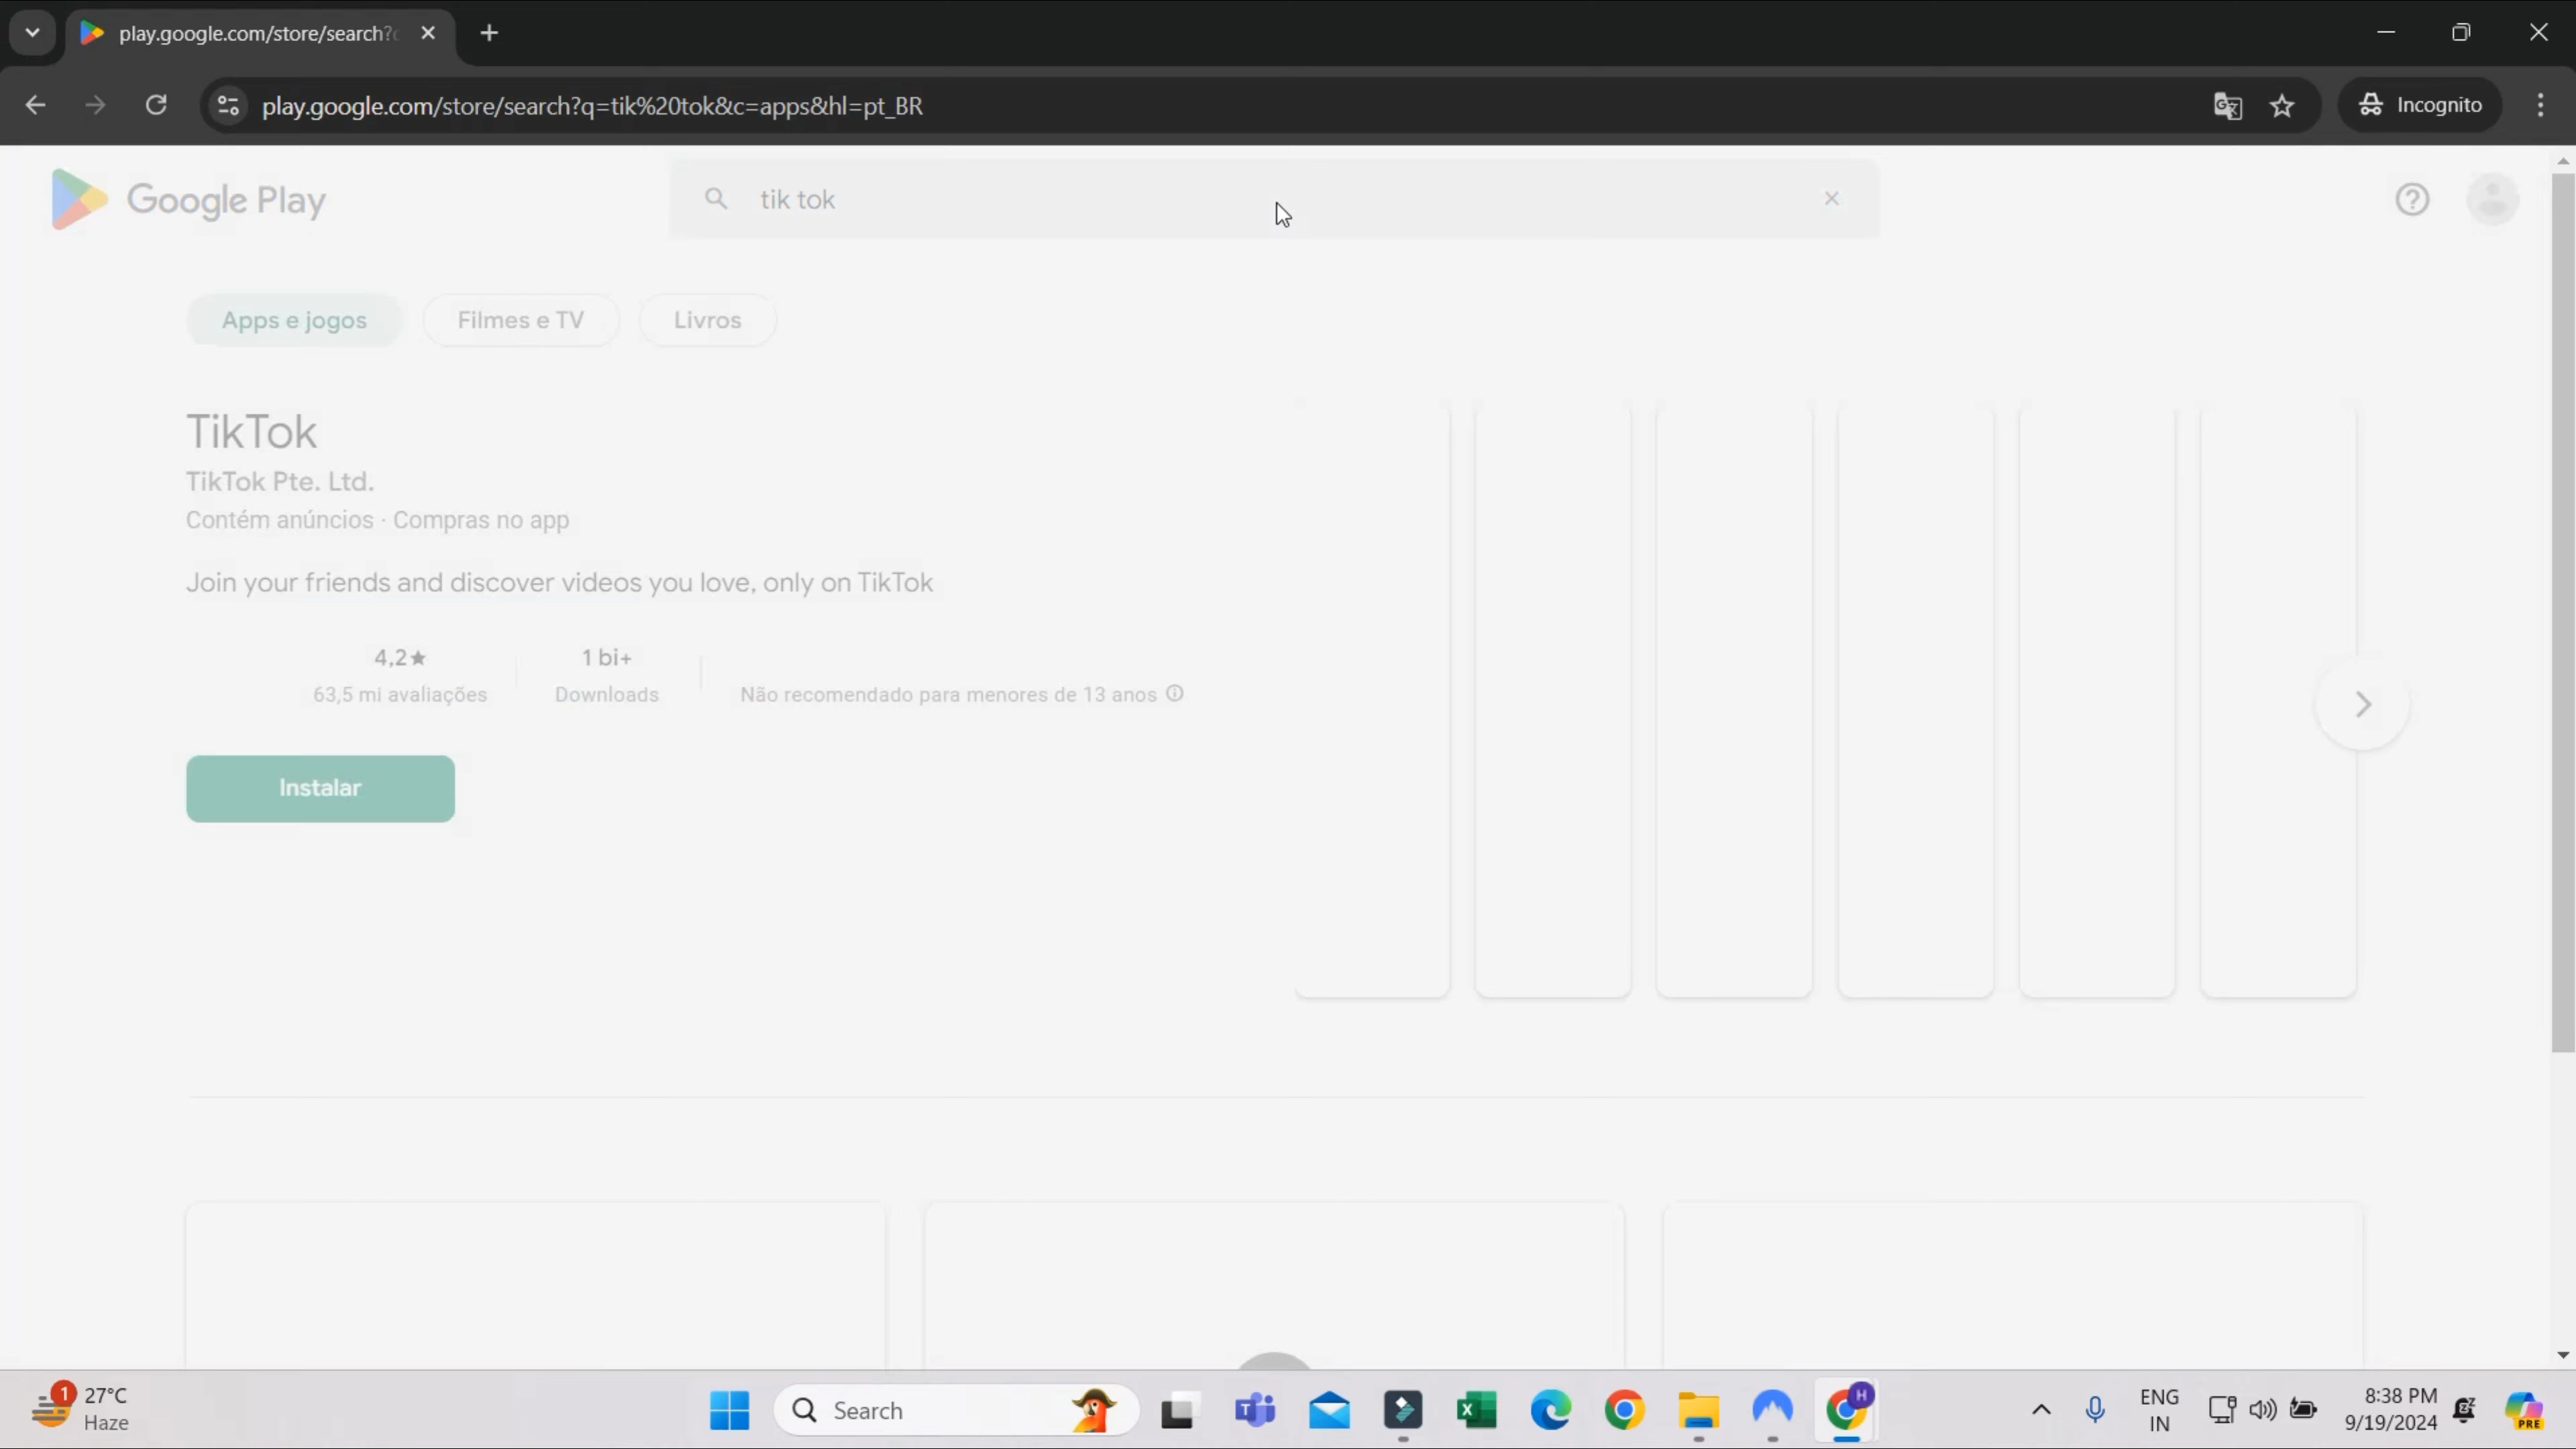 play.google.com/store/search?
play.google.com/store/search?q=tik%20tok&c=apps&hl=pt_BR
Incognito
Google Play
tik tok
Apps e jogos
Filmes e TV
Livros
TikTok
TikTok Pte. Ltd.
Contém anúncios · Compras no app
Join your friends and discover videos you love, only on TikTok
4,2★
1 bi+
63,5 mi avaliações
Downloads
Não recomendado para menores de 13 anos
Instalar
1
27°C
Haze
Search
H
ENG
IN
8:38 PM
9/19/2024
PRE